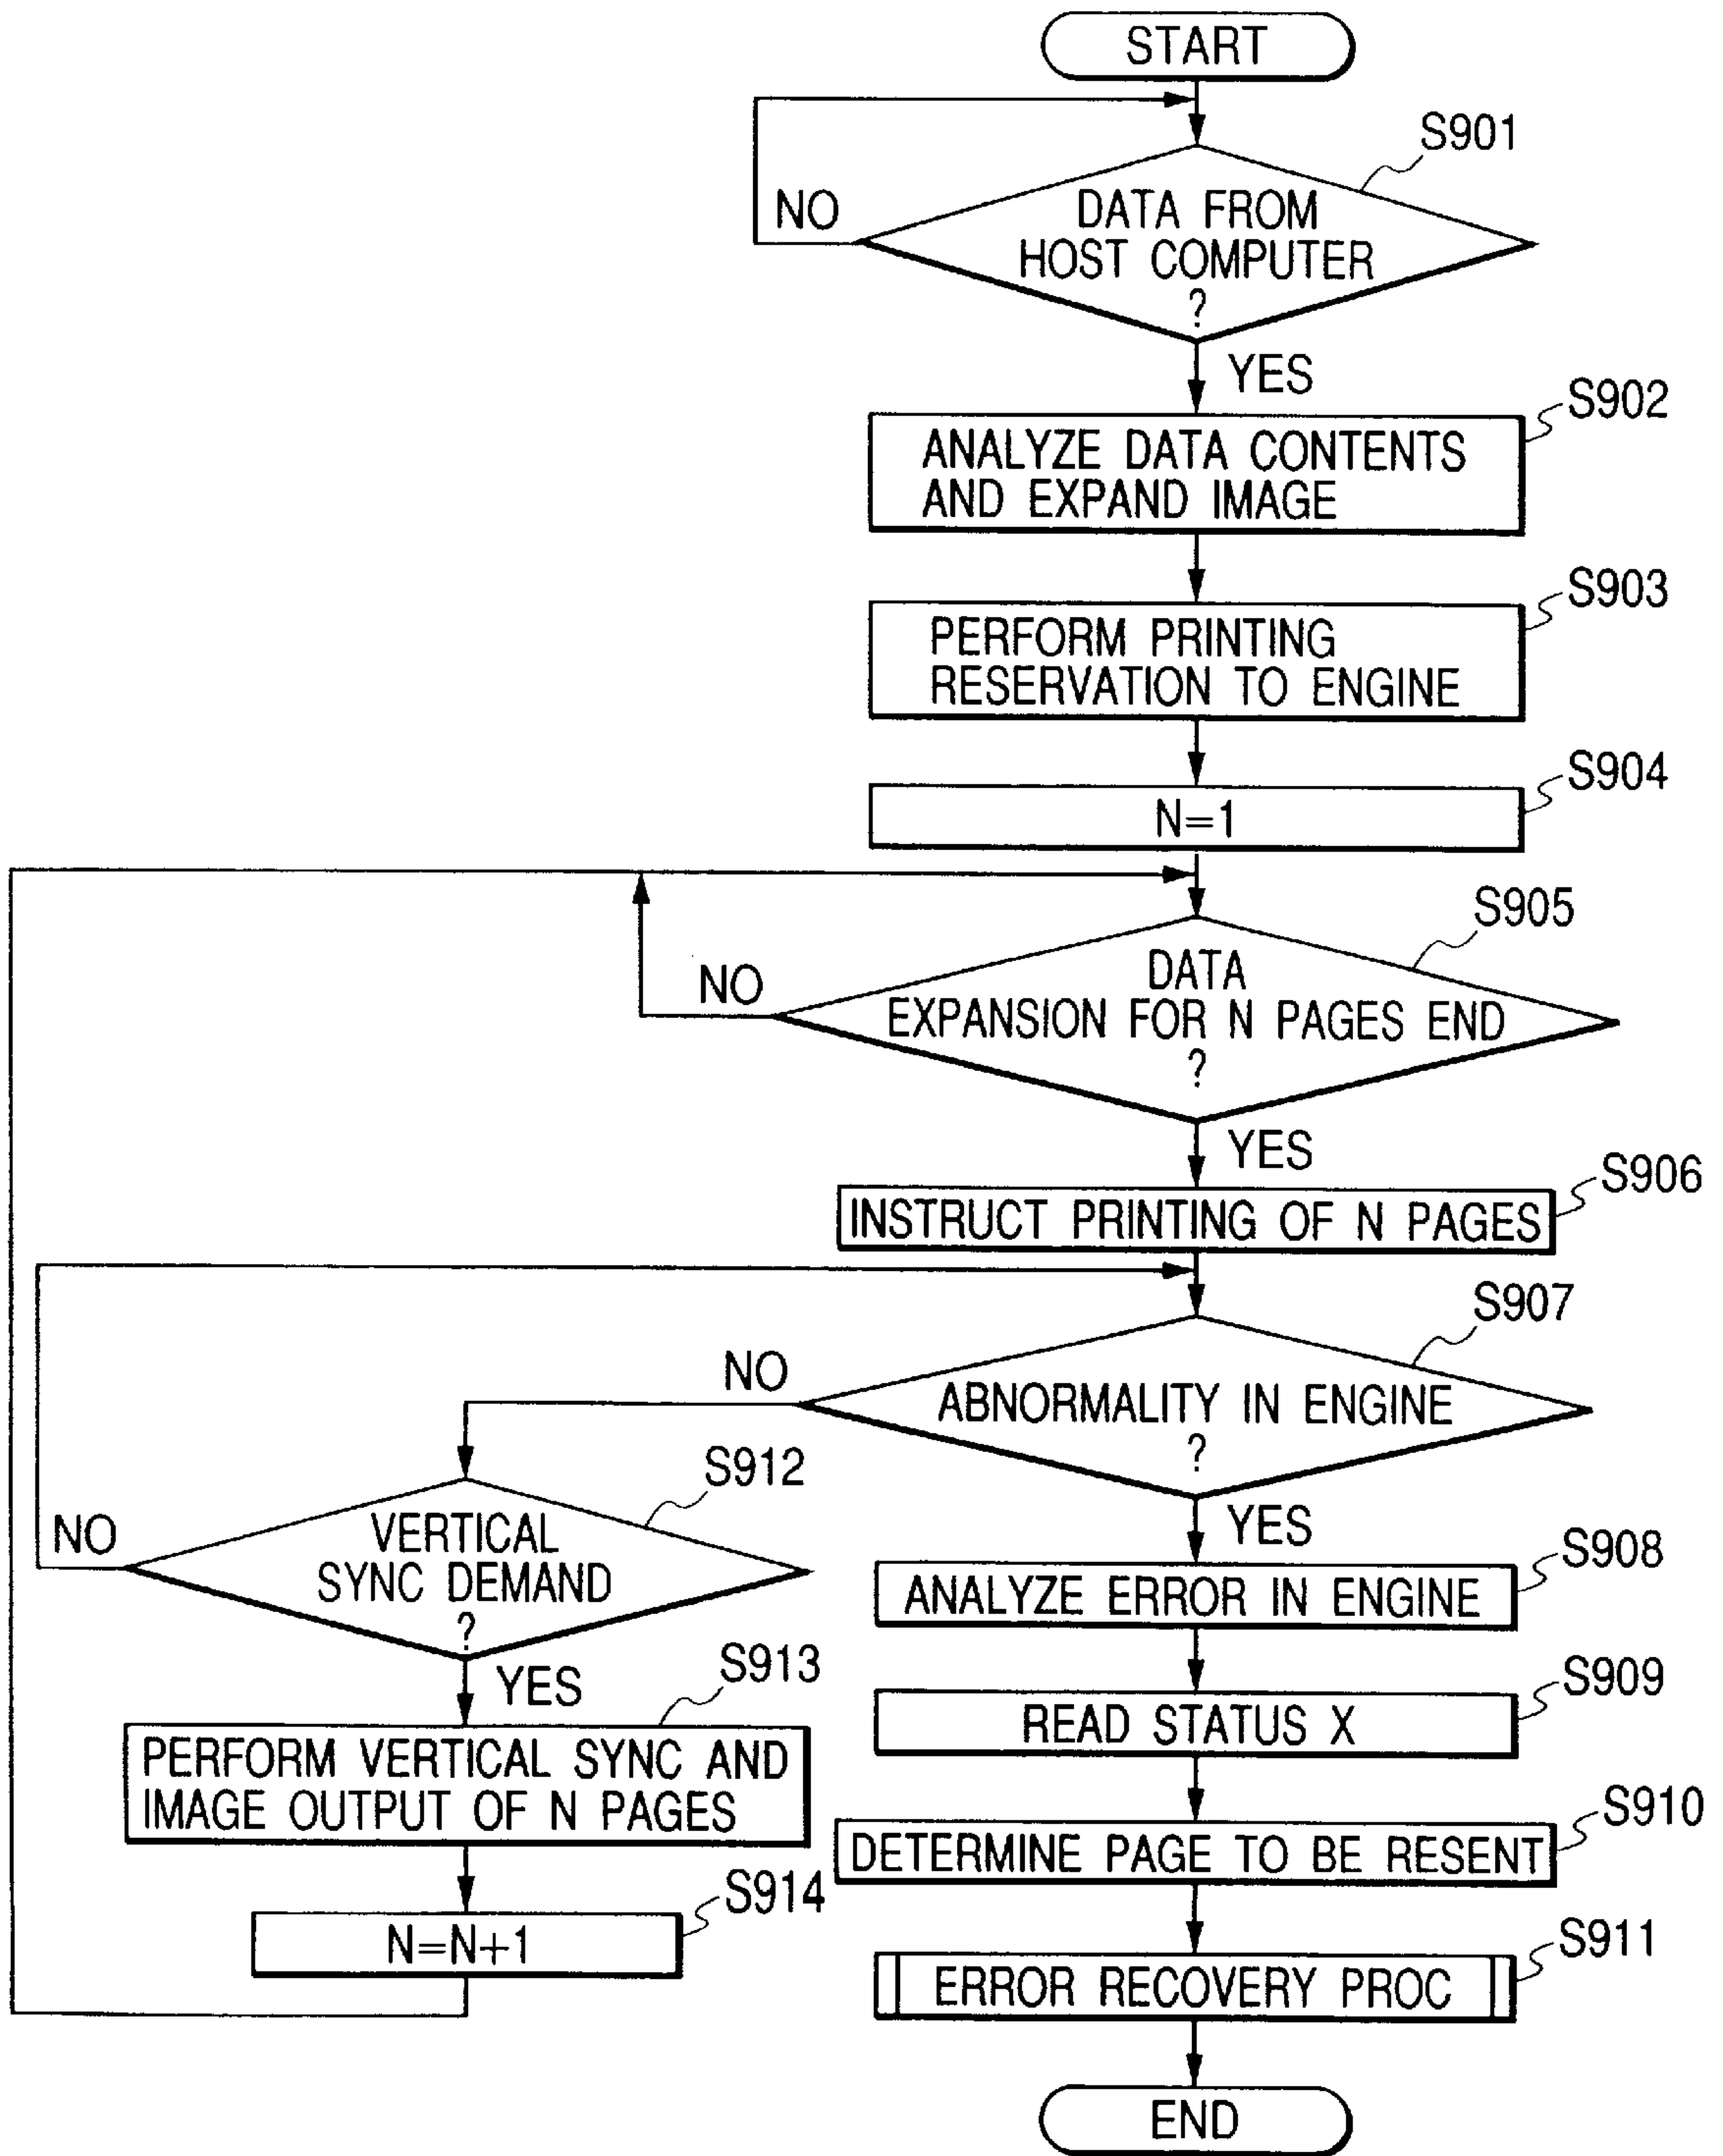 START
S901
NO
DATA FROM
HOST COMPUTER
?
YES
S902
ANALYZE DATA CONTENTS
AND EXPAND IMAGE
S903
PERFORM PRINTING
RESERVATION TO ENGINE
S904
N=1
S905
NO
DATA
EXPANSION FOR N PAGES END
?
YES
S906
INSTRUCT PRINTING OF N PAGES
S907
NO
ABNORMALITY IN ENGINE
?
YES
S912
NO
VERTICAL
SYNC DEMAND
?
YES
S913
PERFORM VERTICAL SYNC AND
IMAGE OUTPUT OF N PAGES
S914
N=N+1
S908
ANALYZE ERROR IN ENGINE
S909
READ STATUS X
S910
DETERMINE PAGE TO BE RESENT
S911
ERROR RECOVERY PROC
END